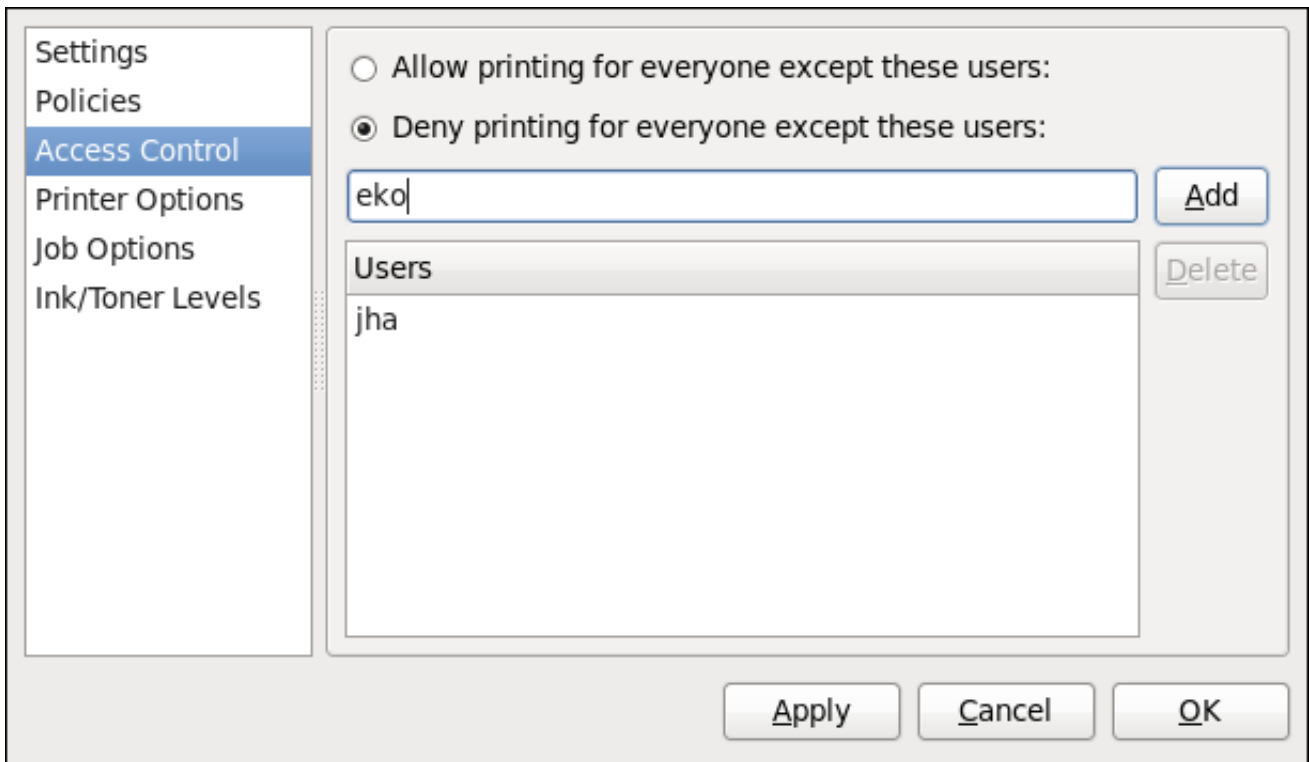 Settings
Policies
Access Control
Printer Options
Job Options
Ink/Toner Levels
Allow printing for everyone except these users:
Deny printing for everyone except these users:
eko
Add
Users
Delete
jha
Apply
Cancel
OK